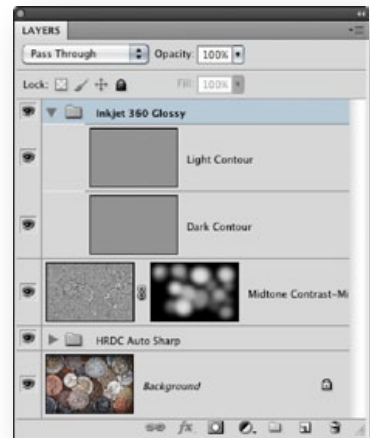 LAYERS
Pass Through Opacity: 100%
Lock: Fill: 100%
Inkjet 360 Glossy
Light Contour
Dark Contour
Midtone Contrast-Mi
HRDC Auto Sharp
Background
fx